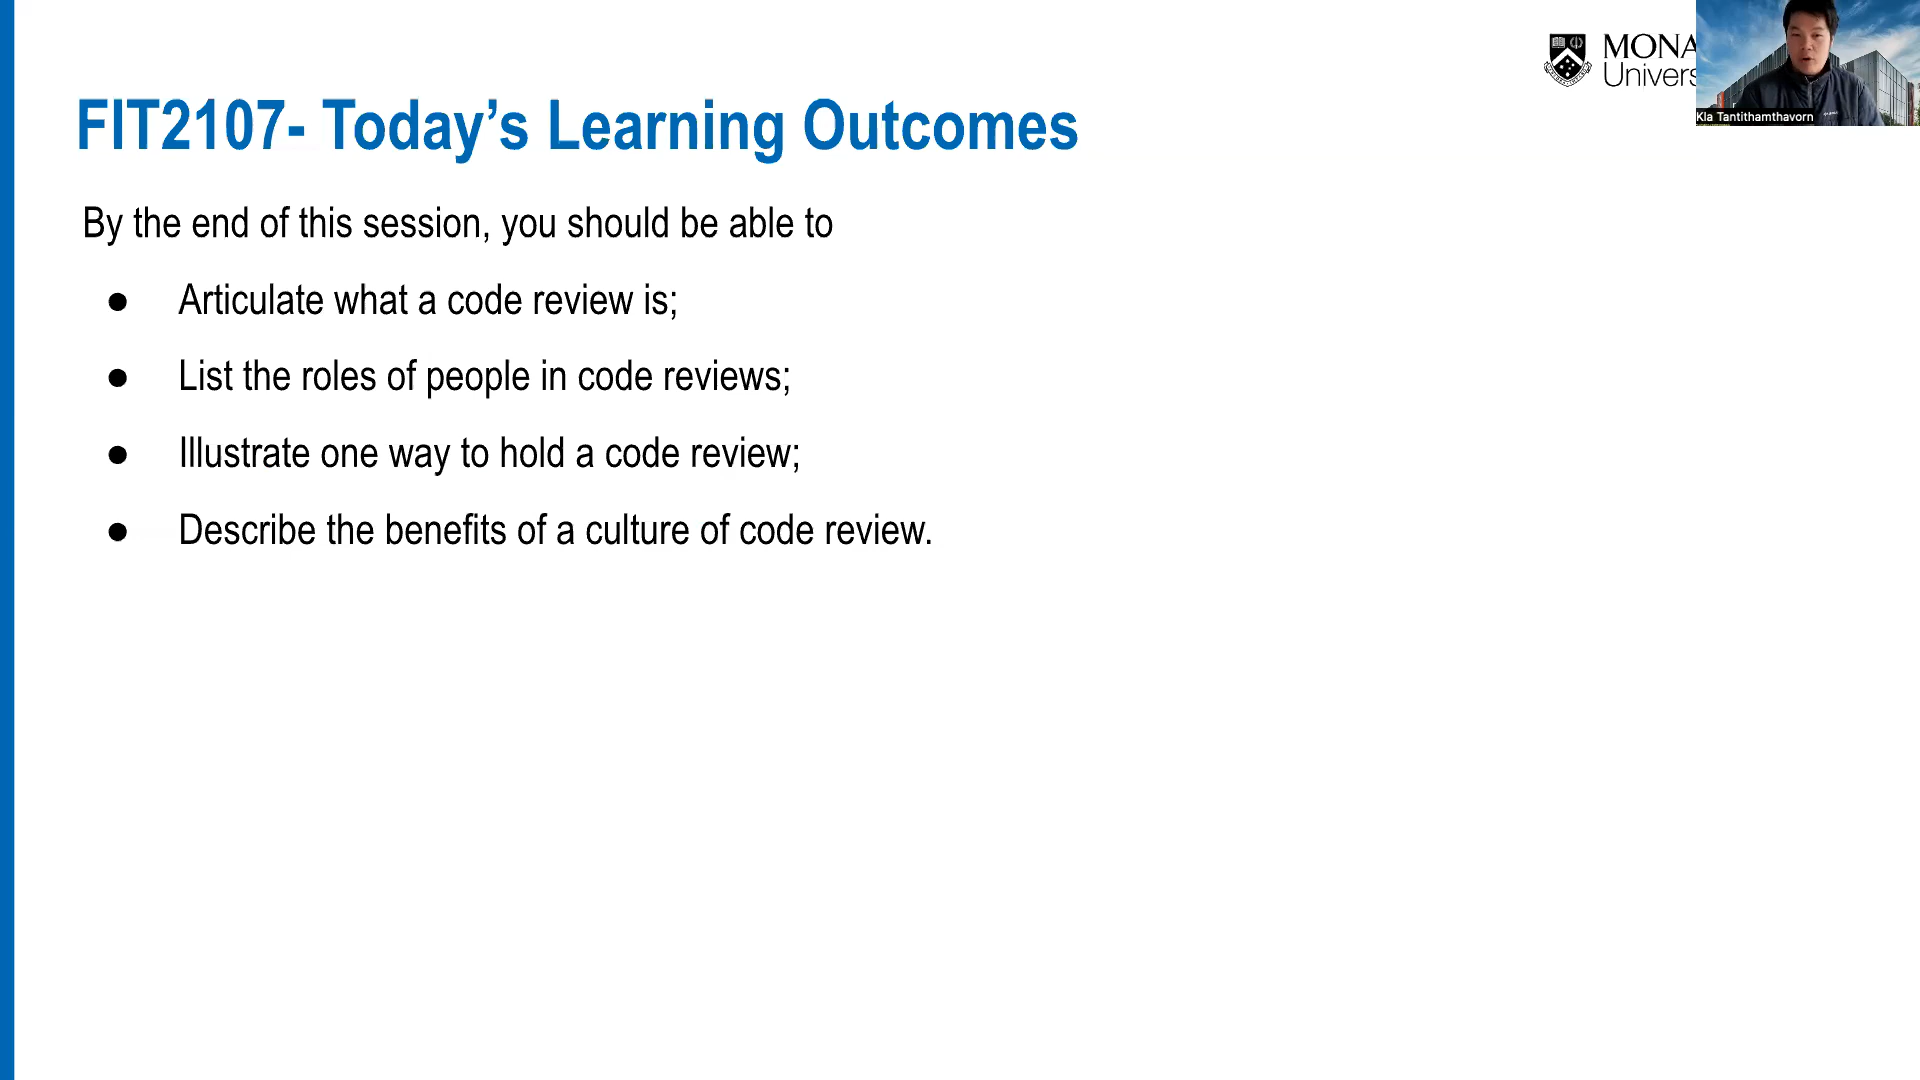 MONA
Univers
Kla Tantithamthavorn
FIT2107- Today’s Learning Outcomes
By the end of this session, you should be able to
● Articulate what a code review is;
● List the roles of people in code reviews;
● Illustrate one way to hold a code review;
● Describe the benefits of a culture of code review.